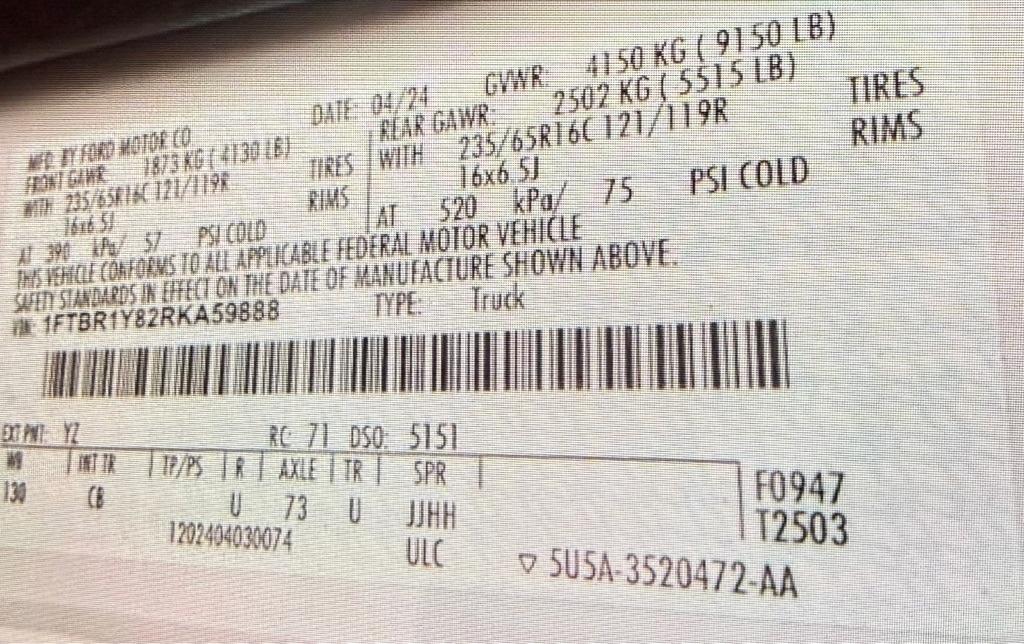 MFD. BY FORD MOTOR CO
DATE: 04/24
GVWR: 4150 KG ( 9150 LB)
FRONT GAWR: 1873 KG ( 4130 LB)
REAR GAWR: 2502 KG ( 5515 LB)
WITH 235/65R16C 121/119R TIRES
WITH 235/65R16C 121/119R TIRES
16x6.5J RIMS
16x6.5J RIMS
AT 390 kPa/ 57 PSI COLD
AT 520 kPa/ 75 PSI COLD
THIS VEHICLE CONFORMS TO ALL APPLICABLE FEDERAL MOTOR VEHICLE
SAFETY STANDARDS IN EFFECT ON THE DATE OF MANUFACTURE SHOWN ABOVE.
VIN: 1FTBR1Y82RKA59888 TYPE: Truck
EXT PNT: YZ RC: 71 DSO: 5151
WB INT TR TP/PS R AXLE TR SPR
130 CB U 73 U JJHH
F0947
T2503
1202404030074 ULC
▽ 5U5A-3520472-AA